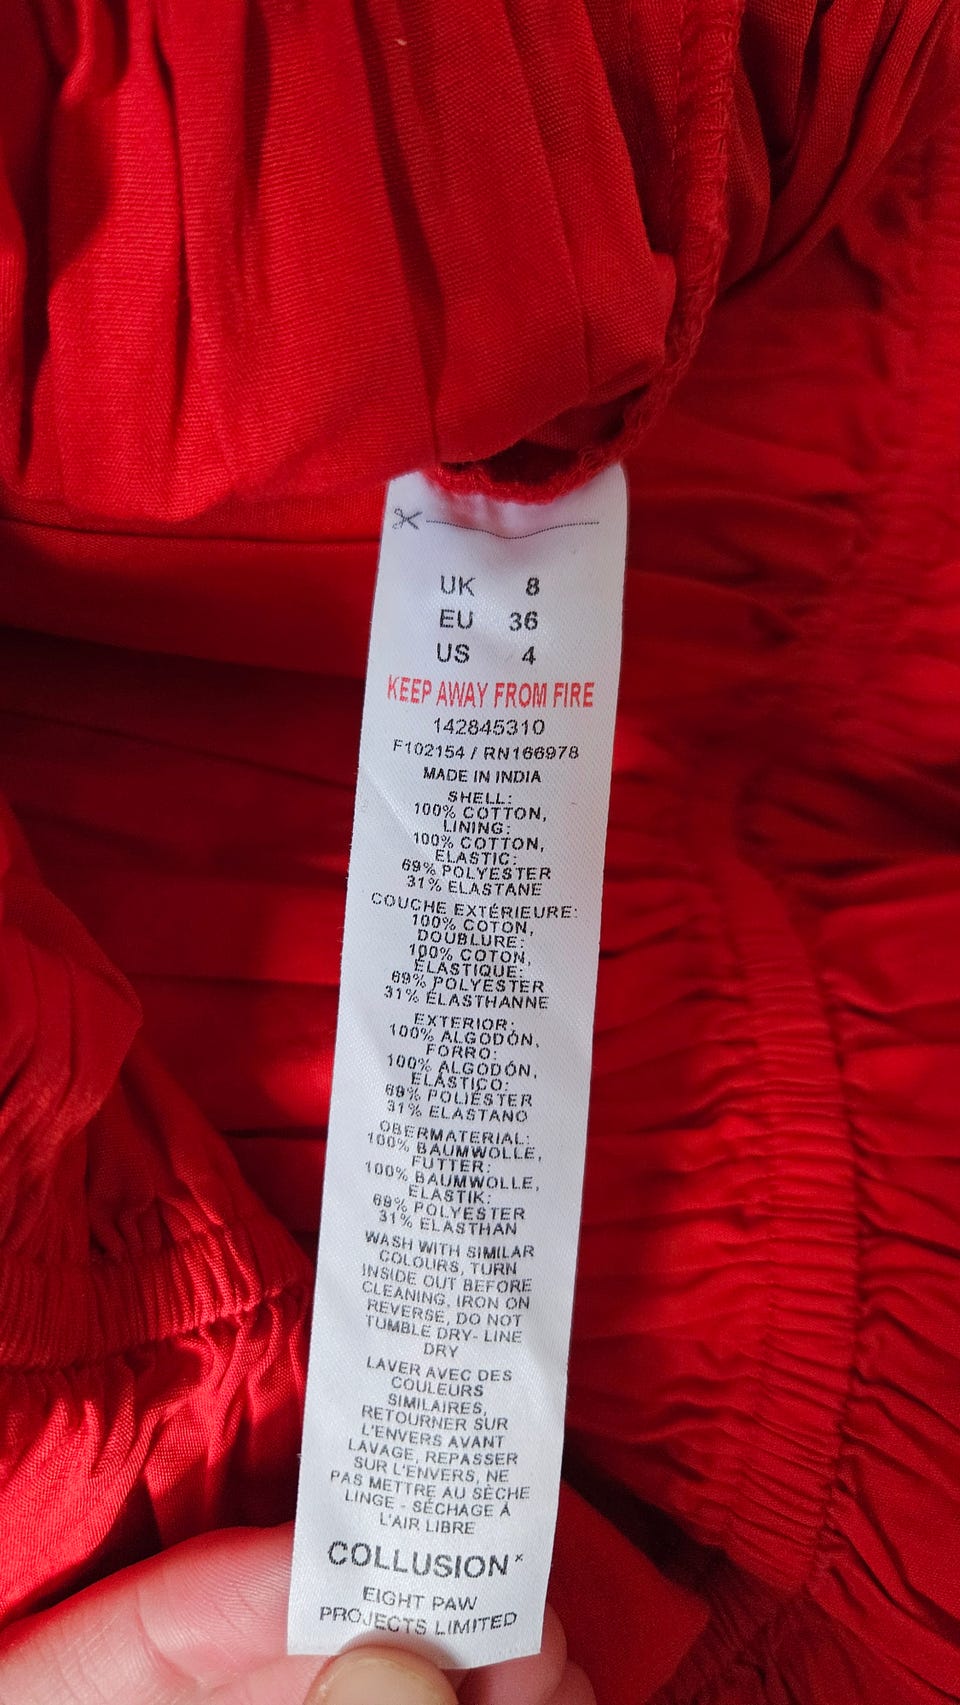 UK 8
EU 36
US 4
KEEP AWAY FROM FIRE
142845310
F102154 / RN166978
MADE IN INDIA
SHELL:
100% COTTON,
LINING:
100% COTTON,
ELASTIC:
69% POLYESTER
31% ELASTANE
COUCHE EXTÉRIEURE:
100% COTON,
DOUBLURE:
100% COTON,
ÉLASTIQUE:
69% POLYESTER
31% ÉLASTHANNE
EXTERIOR:
100% ALGODÓN,
FORRO:
100% ALGODÓN,
ELÁSTICO:
69% POLIÉSTER
31% ELASTANO
OBERMATERIAL:
100% BAUMWOLLE,
FUTTER:
100% BAUMWOLLE,
ELASTIK:
69% POLYESTER
31% ELASTHAN
WASH WITH SIMILAR
COLOURS, TURN
INSIDE OUT BEFORE
CLEANING, IRON ON
REVERSE, DO NOT
TUMBLE DRY- LINE
DRY
LAVER AVEC DES
COULEURS
SIMILAIRES,
RETOURNER SUR
L'ENVERS AVANT
LAVAGE, REPASSER
SUR L'ENVERS, NE
PAS METTRE AU SÈCHE
LINGE - SÉCHAGE À
L'AIR LIBRE
COLLUSION×
EIGHT PAW
PROJECTS LIMITED